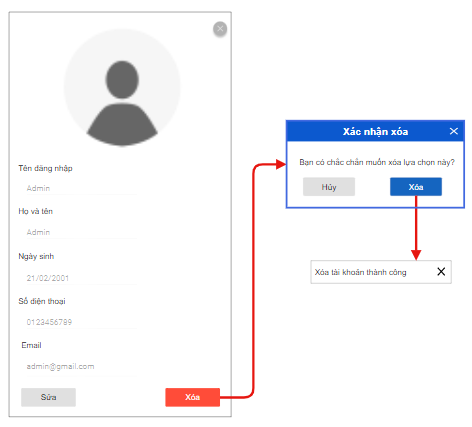 Tên đăng nhập
Admin
Họ và tên
Admin
Ngày sinh
21/02/2001
Số điện thoại
0123456789
Email
admin@gmail.com
Sửa
Xóa
Xác nhận xóa
Bạn có chắc chắn muốn xóa lựa chọn này?
Hủy
Xóa
Xóa tài khoản thành công